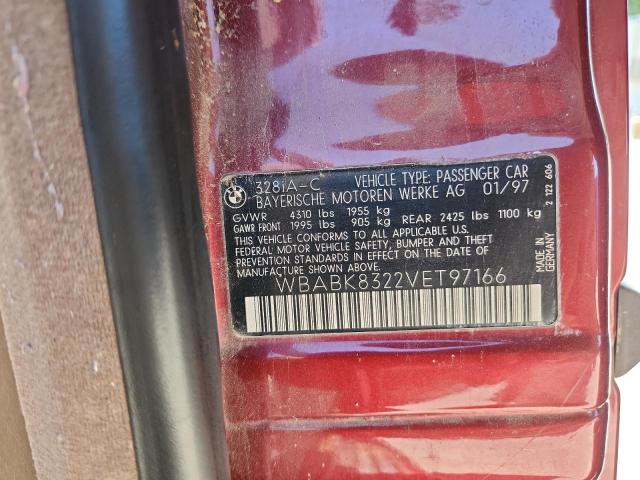 BMW
328iA-C VEHICLE TYPE: PASSENGER CAR
BAYERISCHE MOTOREN WERKE AG 01/97
GVWR 4310 lbs 1955 kg
GAWR FRONT 1995 lbs 905 kg REAR 2425 lbs 1100 kg
THIS VEHICLE CONFORMS TO ALL APPLICABLE U.S.
FEDERAL MOTOR VEHICLE SAFETY, BUMPER AND THEFT
PREVENTION STANDARDS IN EFFECT ON THE DATE OF
MANUFACTURE SHOWN ABOVE.
WBABK8322VET97166
MADE IN
GERMANY
2 122 606